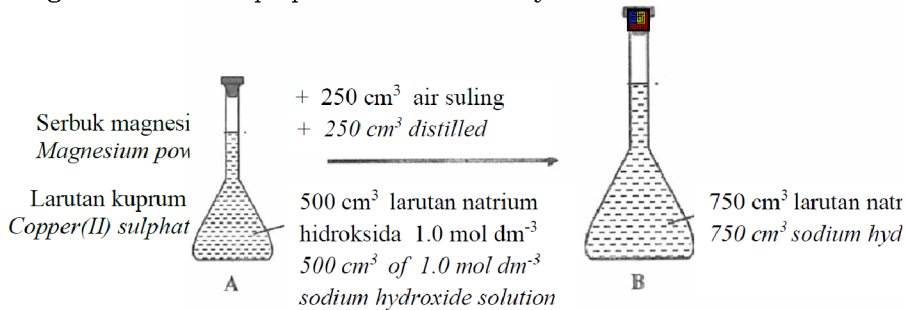 + 250 cm³ air suling
+ 250 cm³ distilled
Serbuk magnesi
Magnesium pow
Larutan kuprum
Copper(II) sulphat
500 cm³ larutan natrium
hidroksida 1.0 mol dm⁻³
500 cm³ of 1.0 mol dm⁻³
sodium hydroxide solution
A
750 cm³ larutan natr
750 cm³ sodium hyd
B